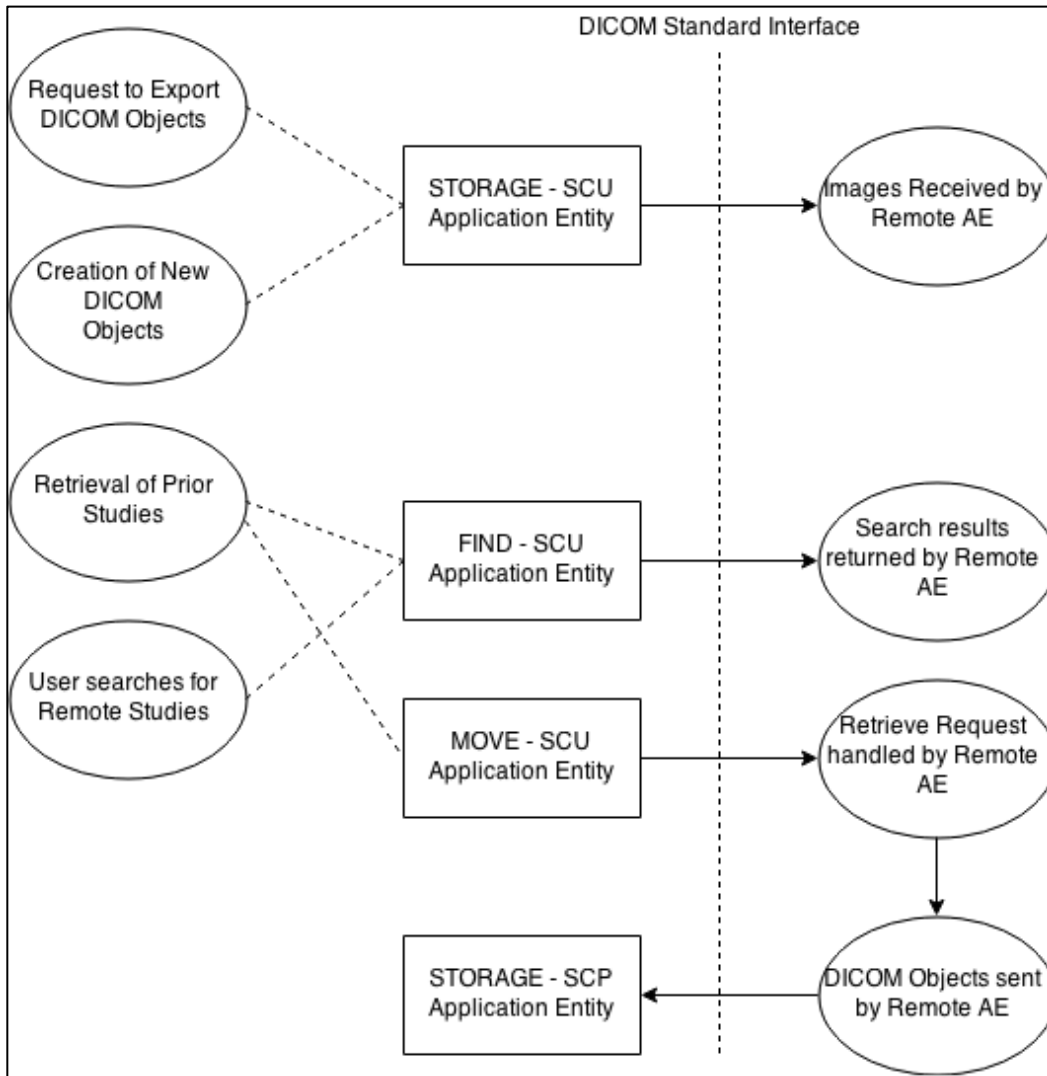 DICOM Standard Interface
Request to Export
DICOM Objects
STORAGE - SCU
Application Entity
Images Received by
Remote AE
Creation of New
DICOM
Objects
Retrieval of Prior
Studies
FIND - SCU
Application Entity
Search results
returned by Remote
AE
User searches for
Remote Studies
MOVE - SCU
Application Entity
Retrieve Request
handled by Remote
AE
STORAGE - SCP
Application Entity
DICOM Objects sent
by Remote AE